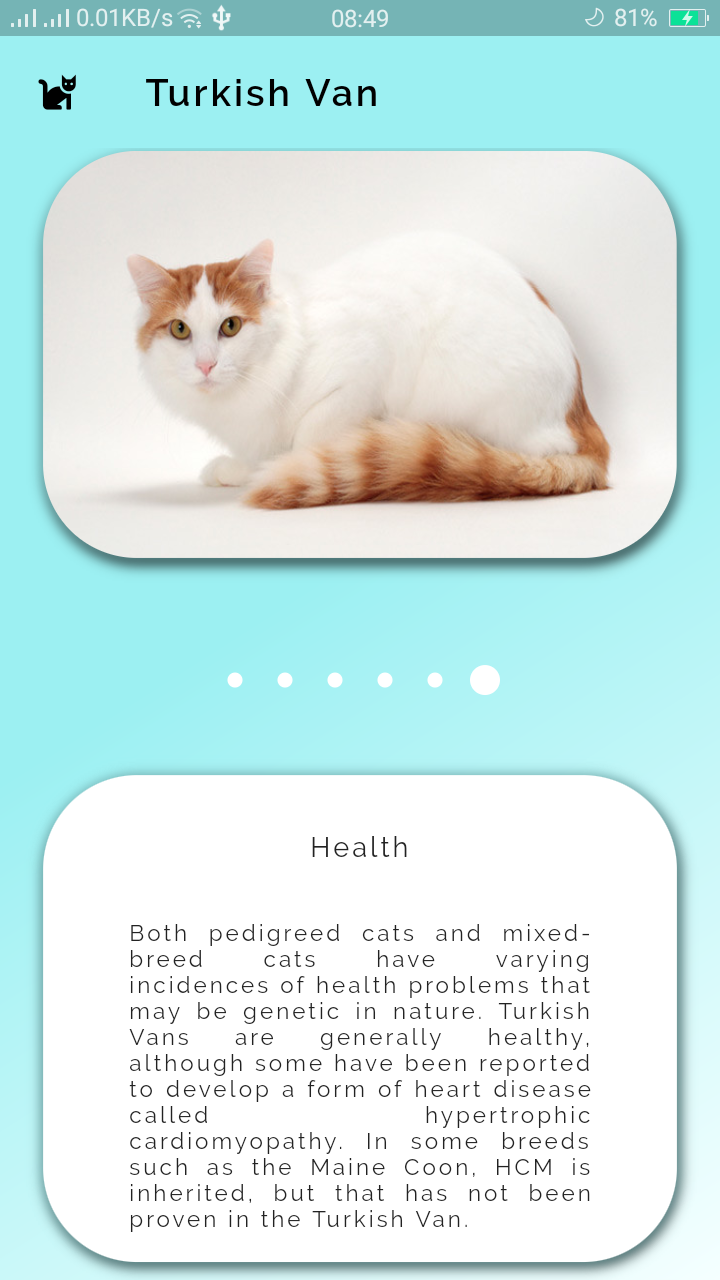 0.01KB/s 08:49 81%
Turkish Van
Health
Both pedigreed cats and mixed-
breed cats have varying
incidences of health problems that
may be genetic in nature. Turkish
Vans are generally healthy,
although some have been reported
to develop a form of heart disease
called hypertrophic
cardiomyopathy. In some breeds
such as the Maine Coon, HCM is
inherited, but that has not been
proven in the Turkish Van.